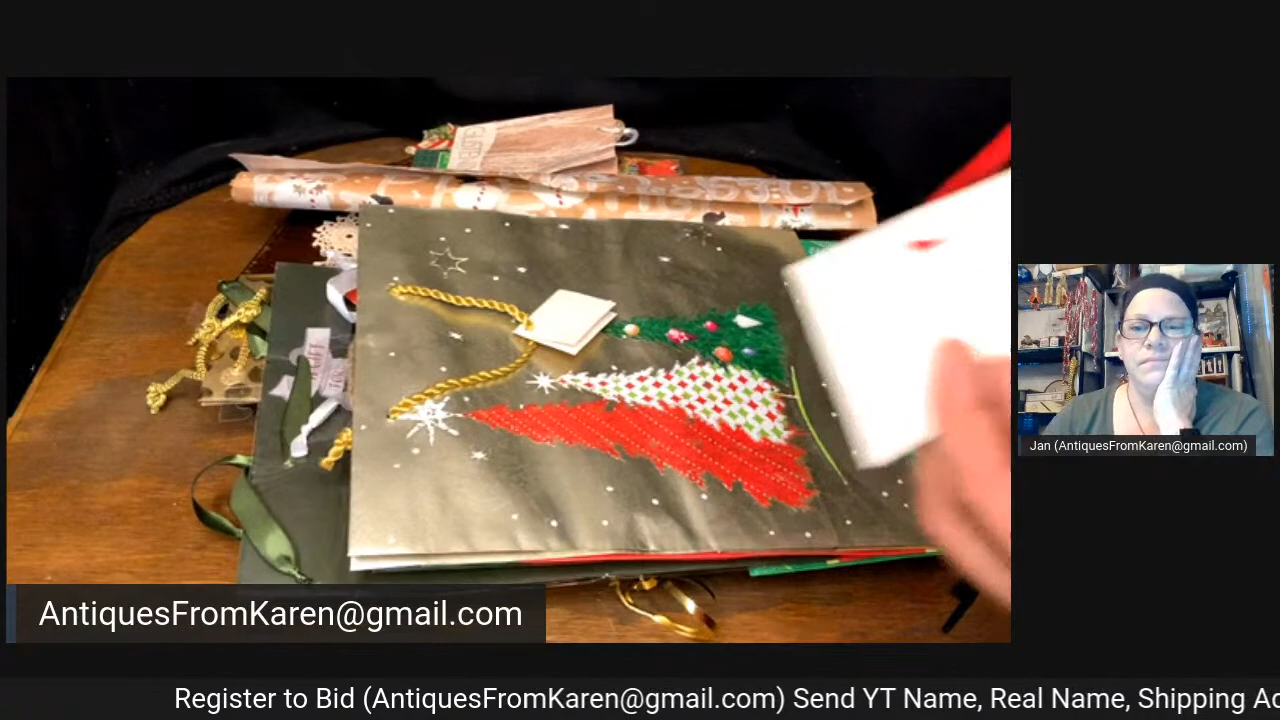 AntiquesFromKaren@gmail.com
Jan (AntiquesFromKaren@gmail.com)
Register to Bid (AntiquesFromKaren@gmail.com) Send YT Name, Real Name, Shipping Ad